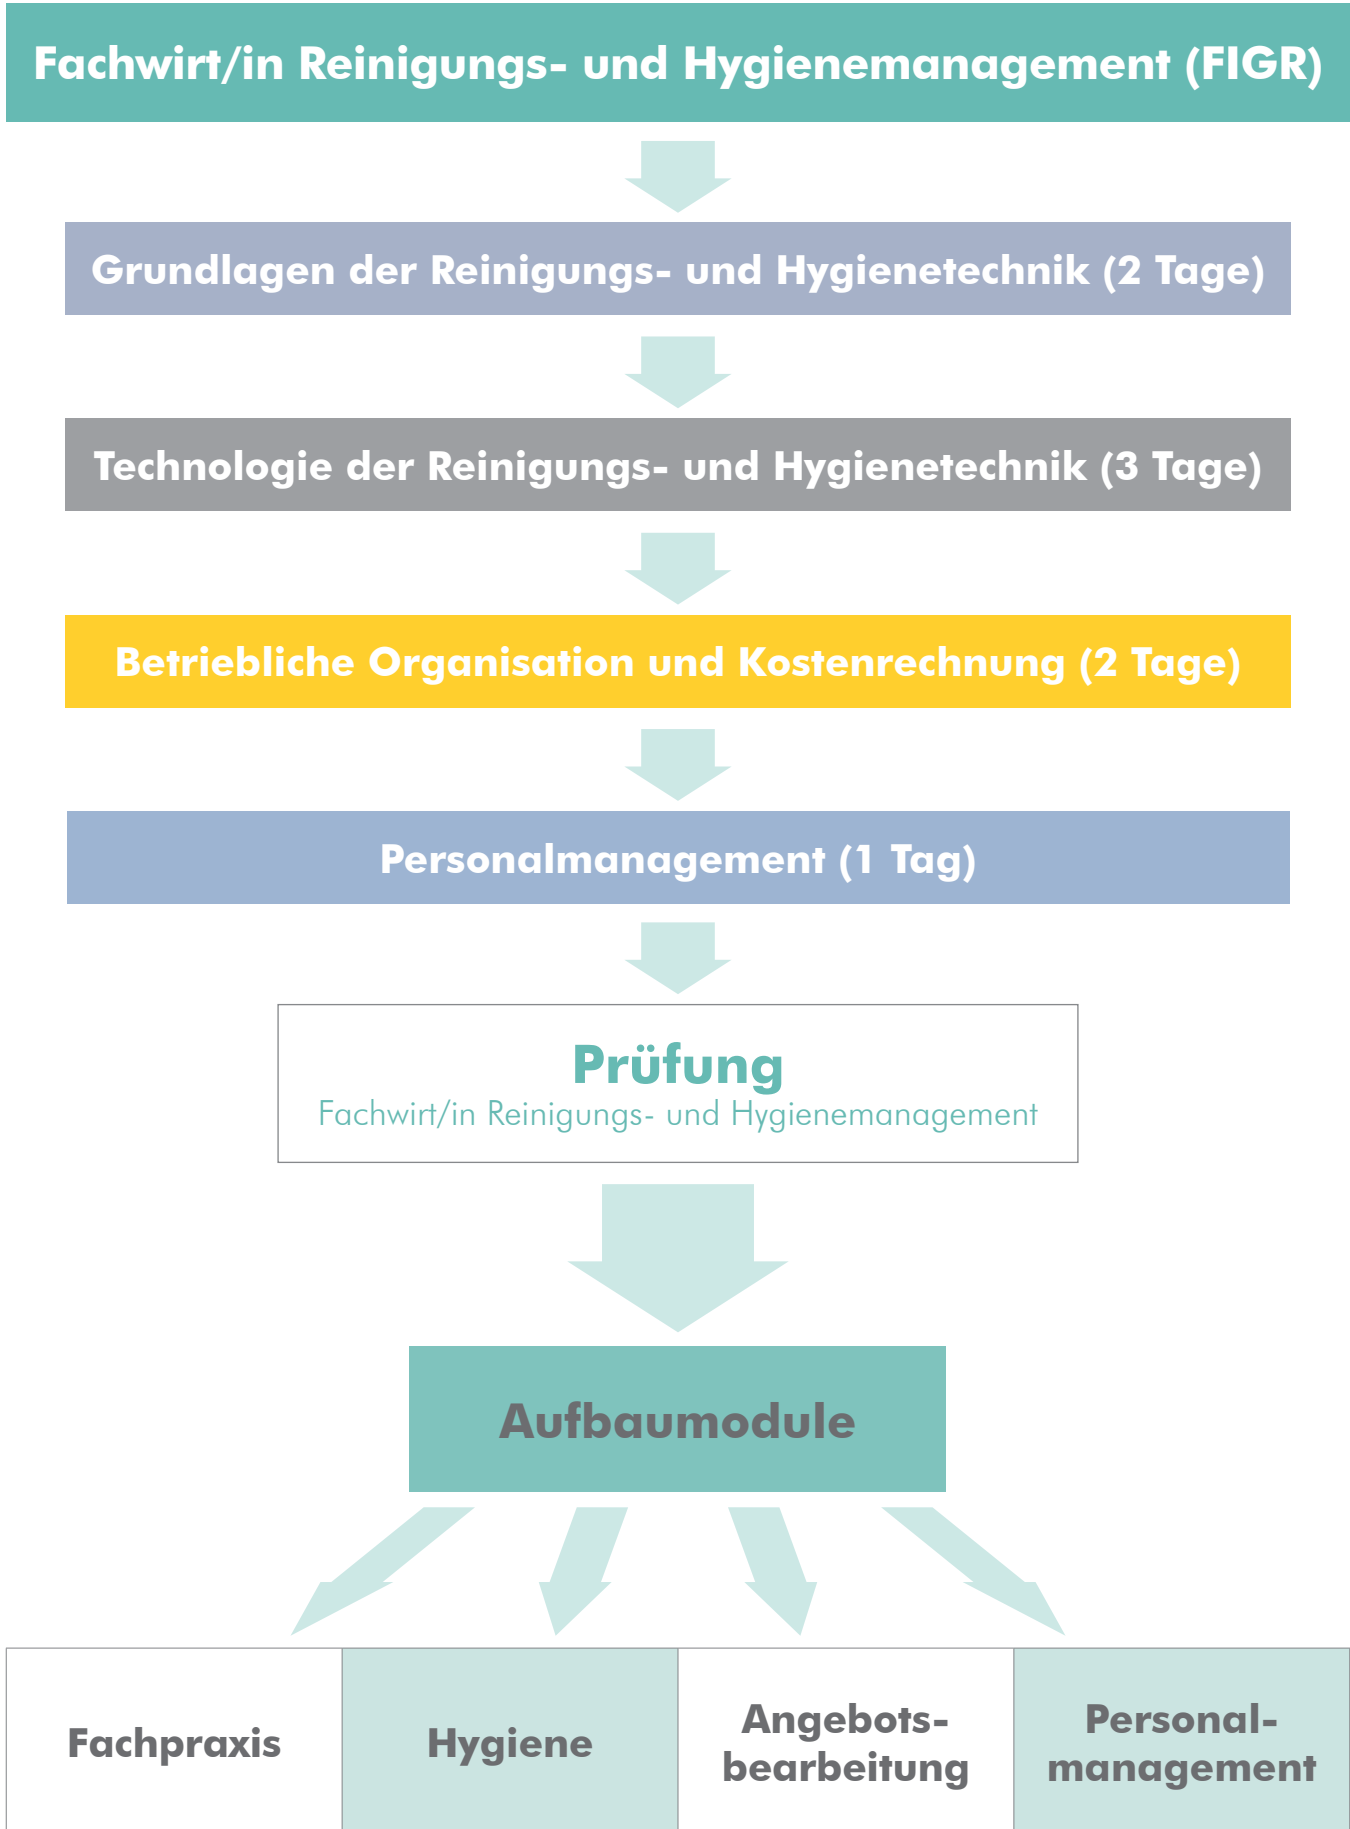 Fachwirt/in Reinigungs- und Hygienemanagement (FIGR)
Grundlagen der Reinigungs- und Hygienetechnik (2 Tage)
Technologie der Reinigungs- und Hygienetechnik (3 Tage)
Betriebliche Organisation und Kostenrechnung (2 Tage)
Personalmanagement (1 Tag)
Prüfung
Fachwirt/in Reinigungs- und Hygienemanagement
Aufbaumodule
Fachpraxis
Hygiene
Angebots-
bearbeitung
Personal-
management